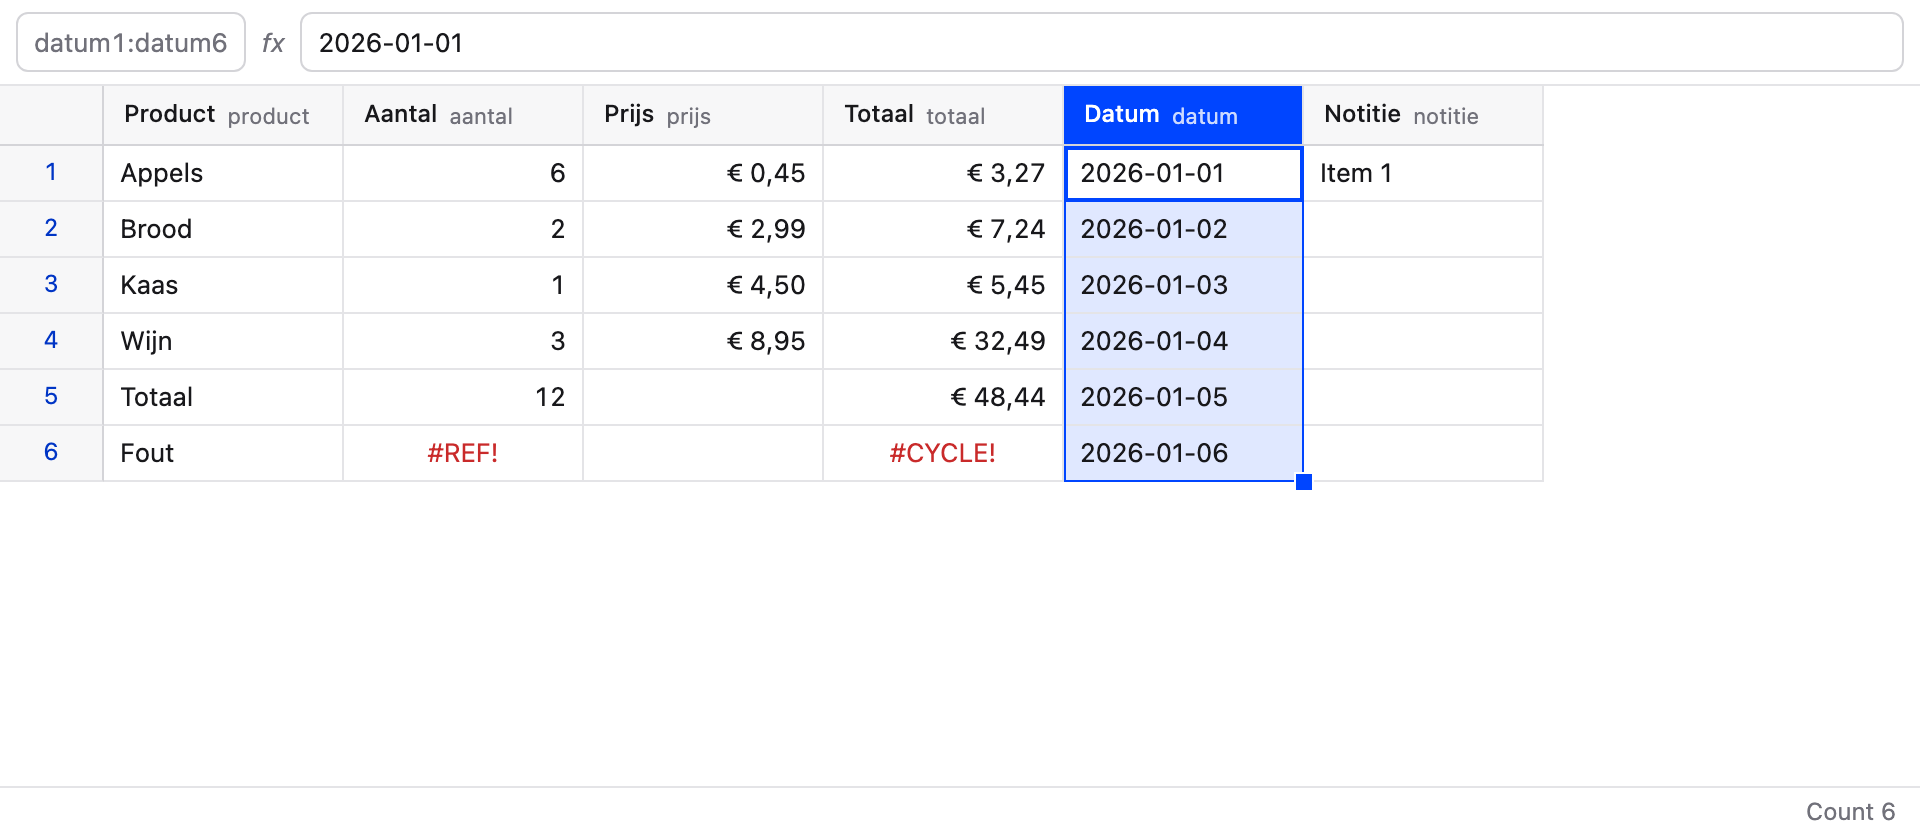 datum1:datum6 fx 2026-01-01
Product product Aantal aantal Prijs prijs Totaal totaal Datum datum Notitie notitie
1 Appels 6 € 0,45 € 3,27 2026-01-01 Item 1
2 Brood 2 € 2,99 € 7,24 2026-01-02
3 Kaas 1 € 4,50 € 5,45 2026-01-03
4 Wijn 3 € 8,95 € 32,49 2026-01-04
5 Totaal 12 € 48,44 2026-01-05
6 Fout #REF! #CYCLE! 2026-01-06
Count 6